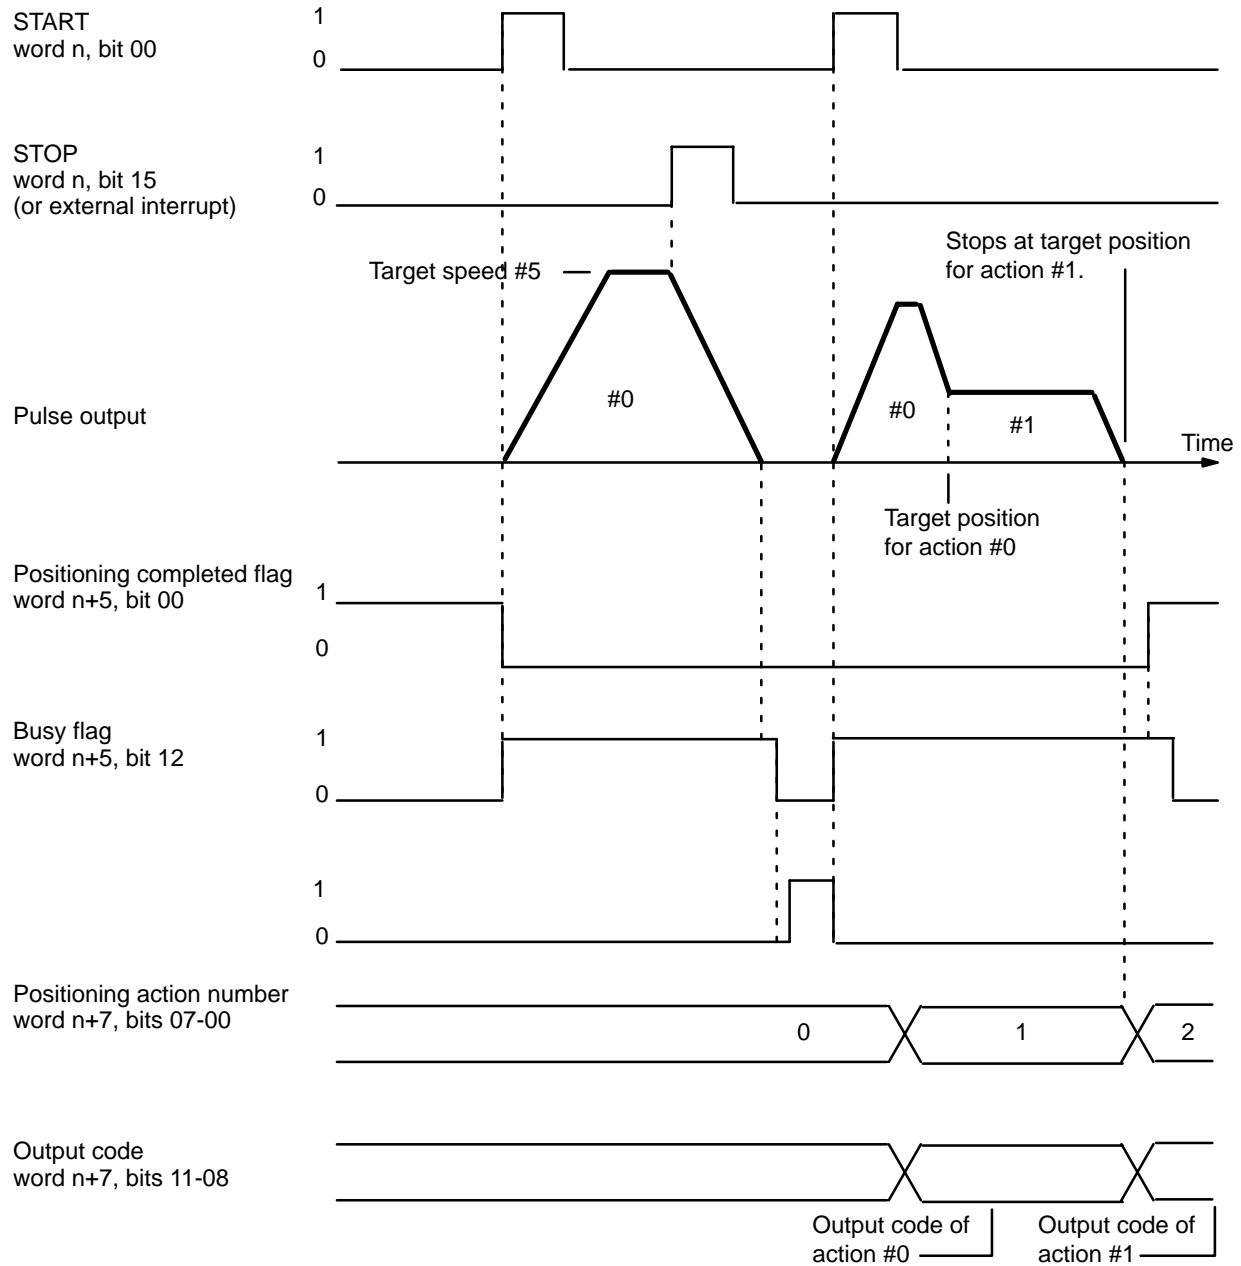 START
word n, bit 00
1
0
STOP
word n, bit 15
(or external interrupt)
1
0
Stops at target position
for action #1.
Target speed #5
#0
#0
#1
Pulse output
Time
Target position
for action #0
Positioning completed flag
word n+5, bit 00
1
0
Busy flag
word n+5, bit 12
1
0
1
0
Positioning action number
word n+7, bits 07-00
0
1
2
Output code
word n+7, bits 11-08
Output code of
action #0
Output code of
action #1